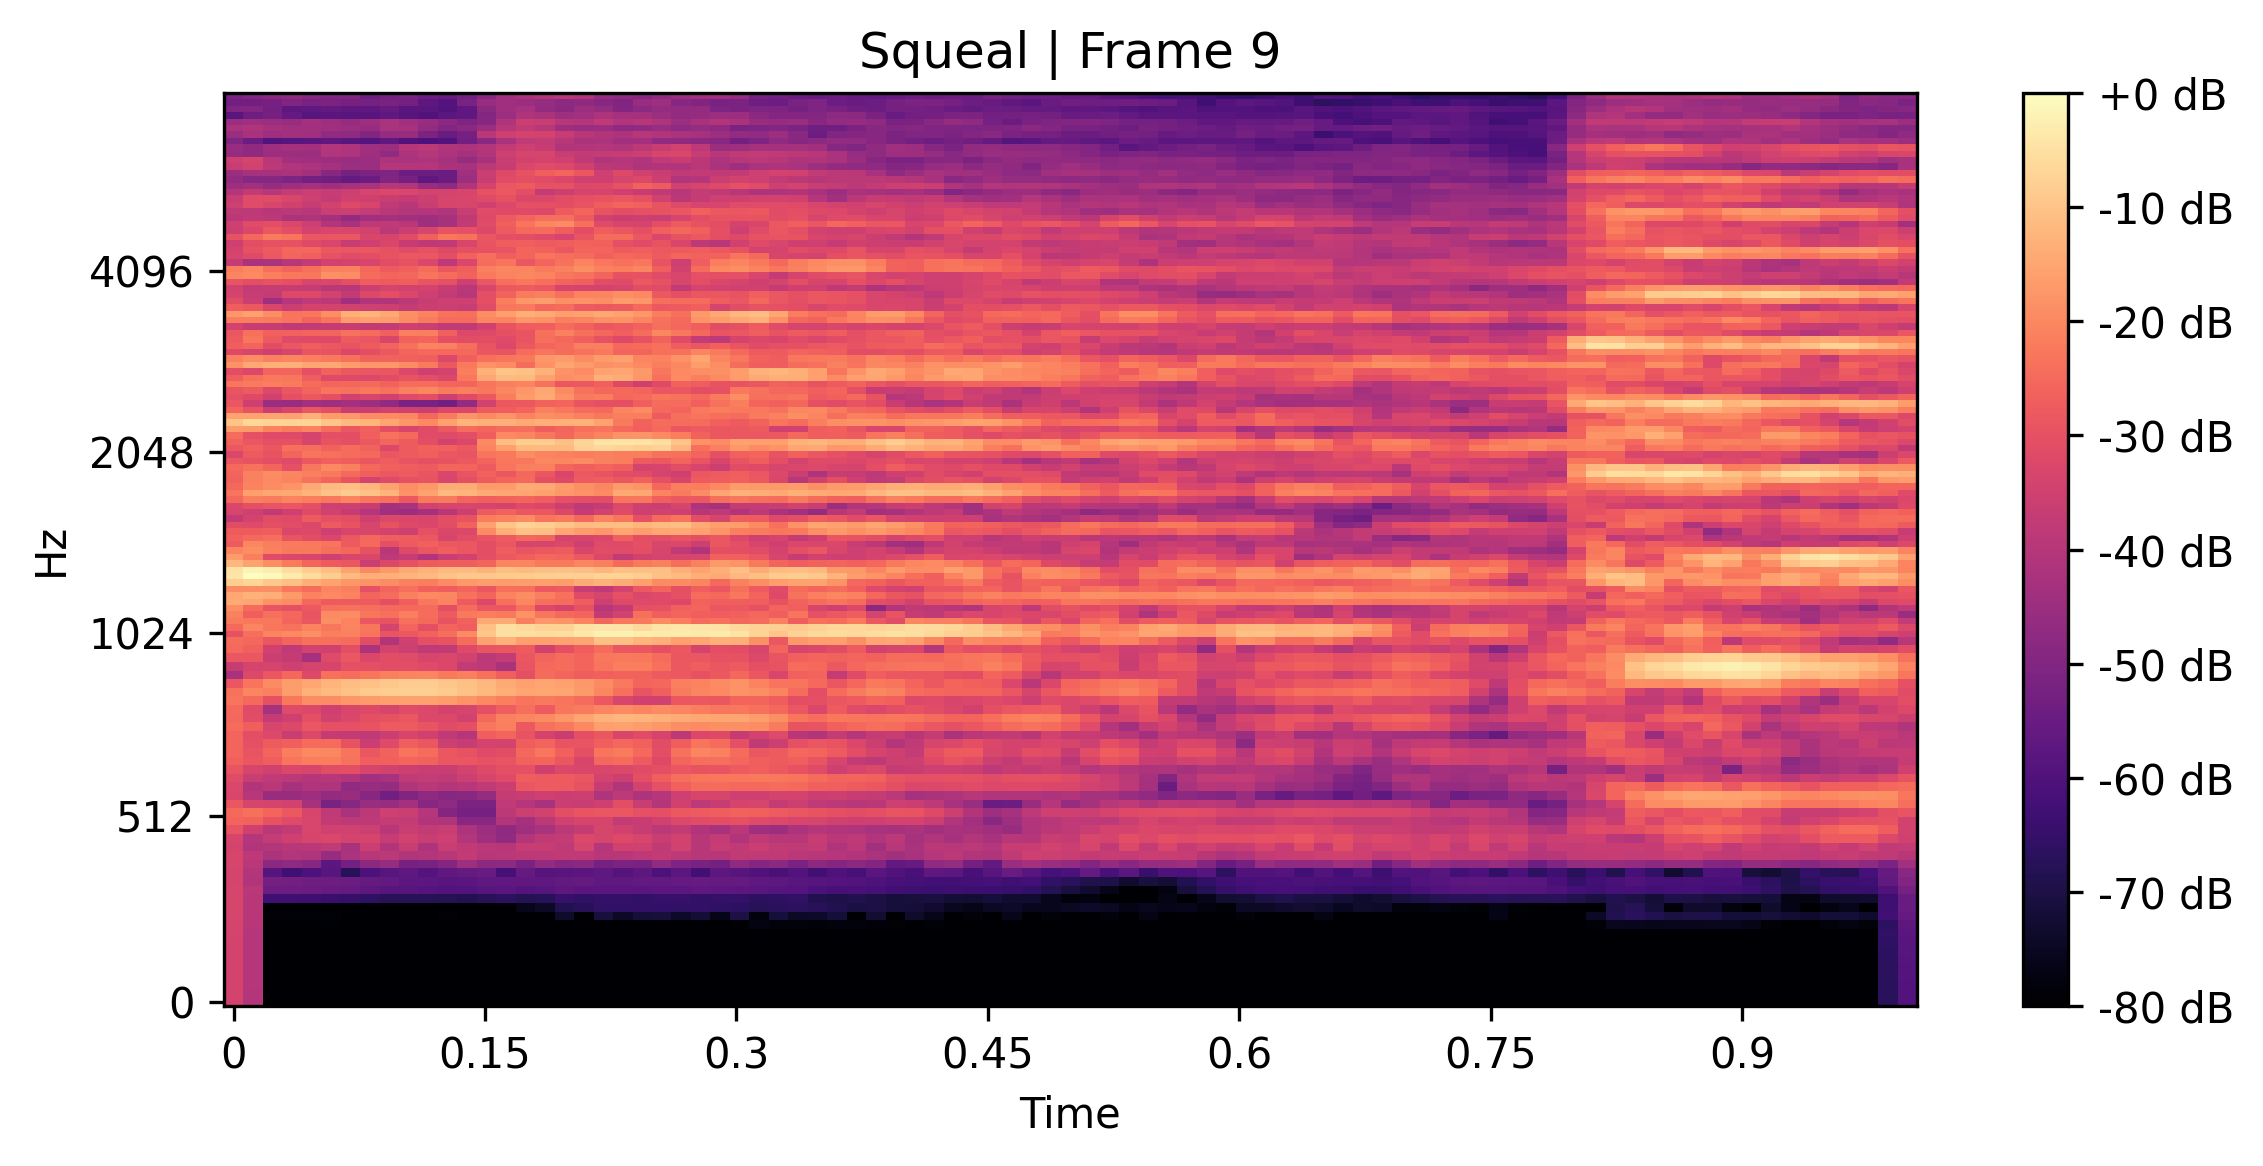 Squeal | Frame 9
+0 dB
-10 dB
-20 dB
-30 dB
-40 dB
-50 dB
-60 dB
-70 dB
-80 dB
Hz
4096
2048
1024
512
0
0 0.15 0.3 0.45 0.6 0.75 0.9
Time